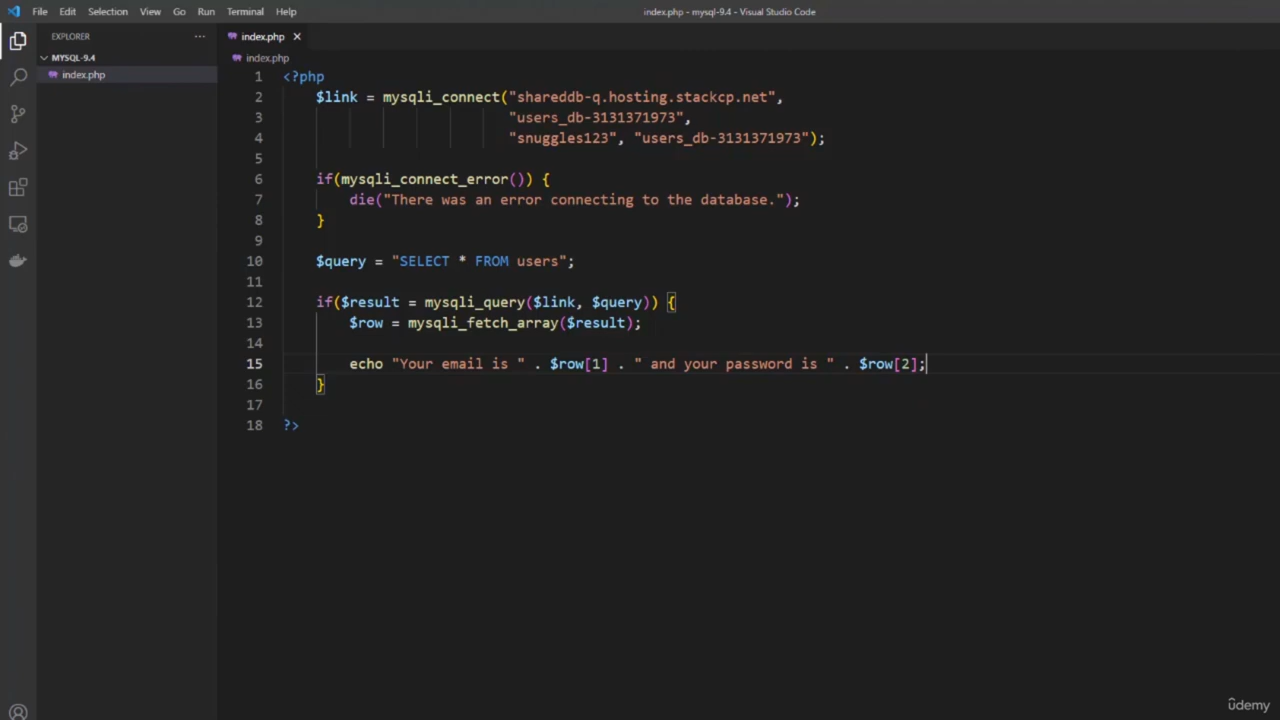 File Edit Selection View Go Run Terminal Help
index.php - mysql-9.4 - Visual Studio Code
EXPLORER
MYSQL-9.4
index.php
index.php
index.php
1 <?php
2 $link = mysqli_connect("shareddb-q.hosting.stackcp.net",
3 "users_db-3131371973",
4 "snuggles123", "users_db-3131371973");
5
6 if(mysqli_connect_error()) {
7 die("There was an error connecting to the database.");
8 }
9
10 $query = "SELECT * FROM users";
11
12 if($result = mysqli_query($link, $query)) {
13 $row = mysqli_fetch_array($result);
14
15 echo "Your email is " . $row[1] . " and your password is " . $row[2];
16 }
17
18 ?>
ûdemy